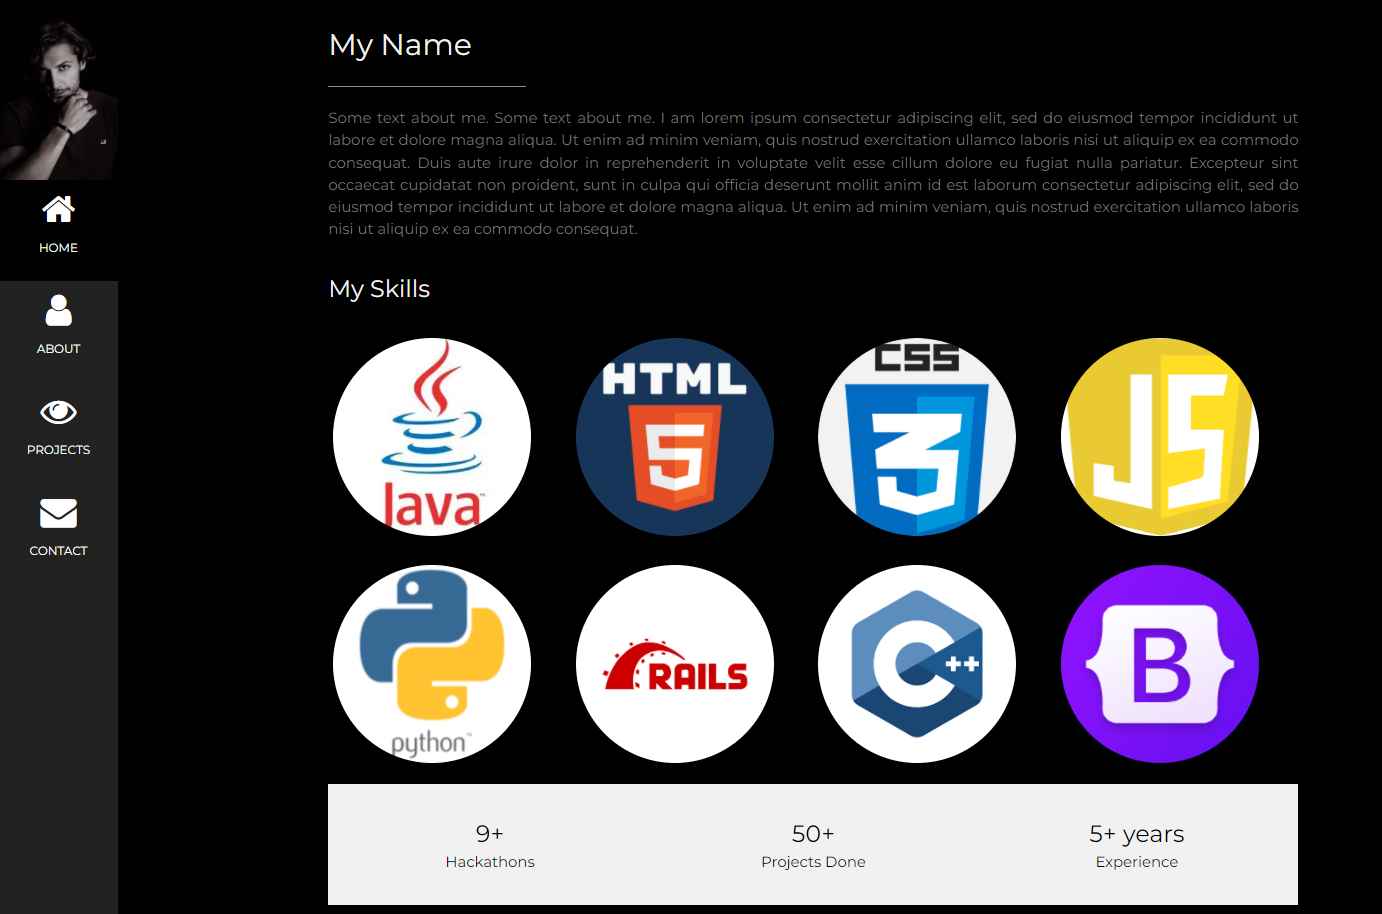 My Name
Some text about me. Some text about me. I am lorem ipsum consectetur adipiscing elit, sed do eiusmod tempor incididunt ut
labore et dolore magna aliqua. Ut enim ad minim veniam, quis nostrud exercitation ullamco laboris nisi ut aliquip ex ea commodo
consequat. Duis aute irure dolor in reprehenderit in voluptate velit esse cillum dolore eu fugiat nulla pariatur. Excepteur sint
occaecat cupidatat non proident, sunt in culpa qui officia deserunt mollit anim id est laborum consectetur adipiscing elit, sed do
eiusmod tempor incididunt ut labore et dolore magna aliqua. Ut enim ad minim veniam, quis nostrud exercitation ullamco laboris
nisi ut aliquip ex ea commodo consequat.
HOME
ABOUT
PROJECTS
CONTACT
My Skills
Java™
HTML
5
CSS
3
JS
python™
RAILS
C++
B
9+
Hackathons
50+
Projects Done
5+ years
Experience